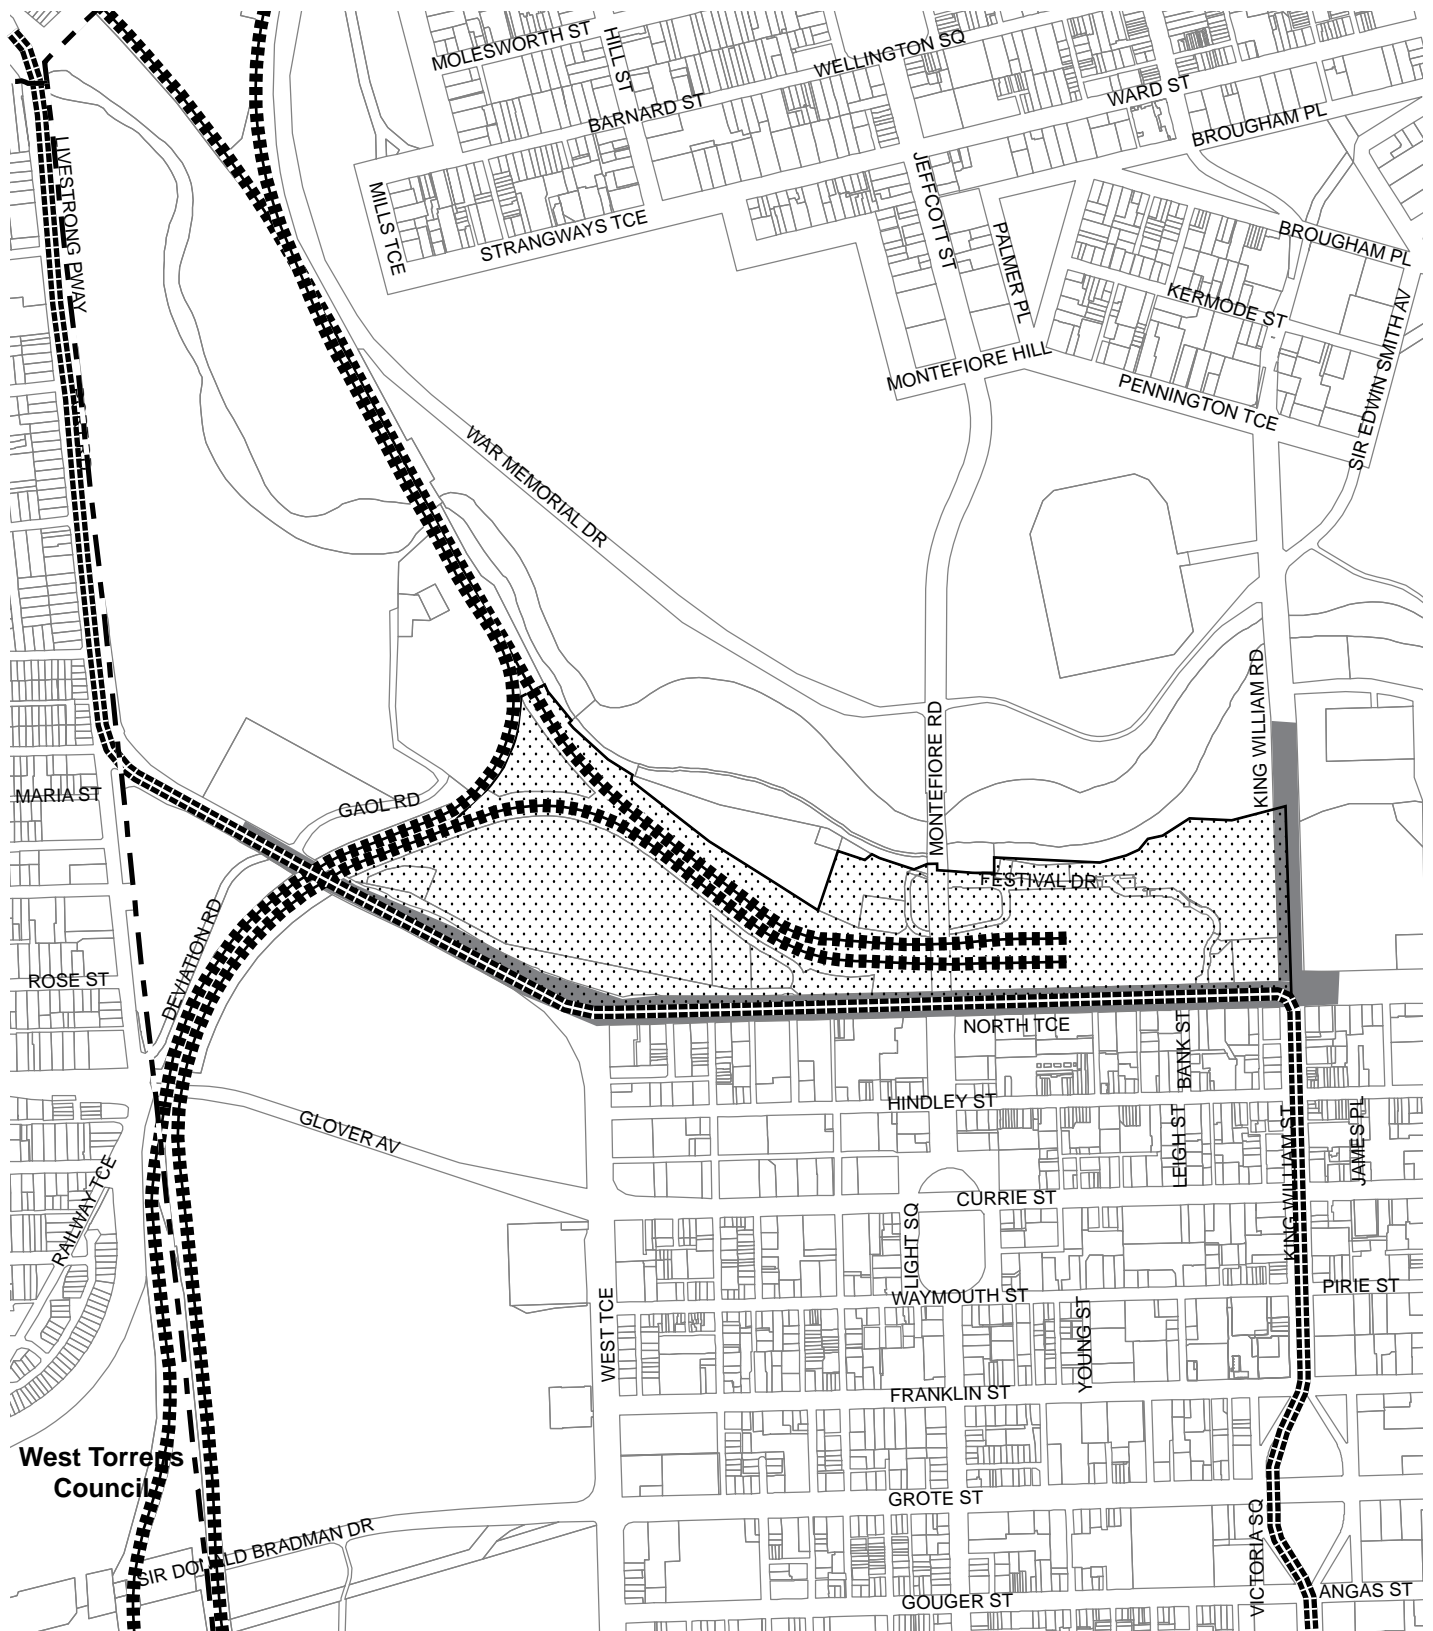 MOLESWORTH ST
HILL ST
WELLINGTON SQ
BARNARD ST
WARD ST
BROUGHAM PL
LIVESTRONG PWAY
MILLS TCE
STRANGWAYS TCE
JEFFCOTT ST
PALMER PL
BROUGHAM PL
KERMODE ST
SIR EDWIN SMITH AV
MONTEFIORE HILL
PENNINGTON TCE
WAR MEMORIAL DR
MONTEFIORE RD
KING WILLIAM RD
MARIA ST
GAOL RD
FESTIVAL DR
DEVIATION RD
ROSE ST
NORTH TCE
BANK ST
HINDLEY ST
GLOVER AV
LEIGH ST
KING WILLIAM ST
JAMES PL
RAILWAY TCE
CURRIE ST
LIGHT SQ
WAYMOUTH ST
PIRIE ST
WEST TCE
YOUNG ST
FRANKLIN ST
West Torrens
Council
GROTE ST
SIR DONALD BRADMAN DR
VICTORIA SQ
GOUGER ST
ANGAS ST